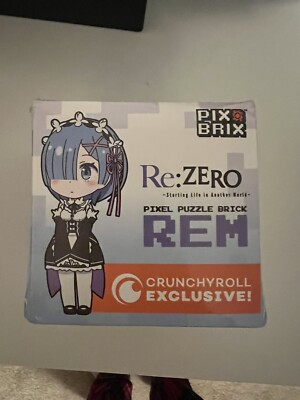 PIX
BRIX
Re:ZERO
~Starting Life in Another World~
PIXEL PUZZLE BRICK
REM
CRUNCHYROLL
EXCLUSIVE!